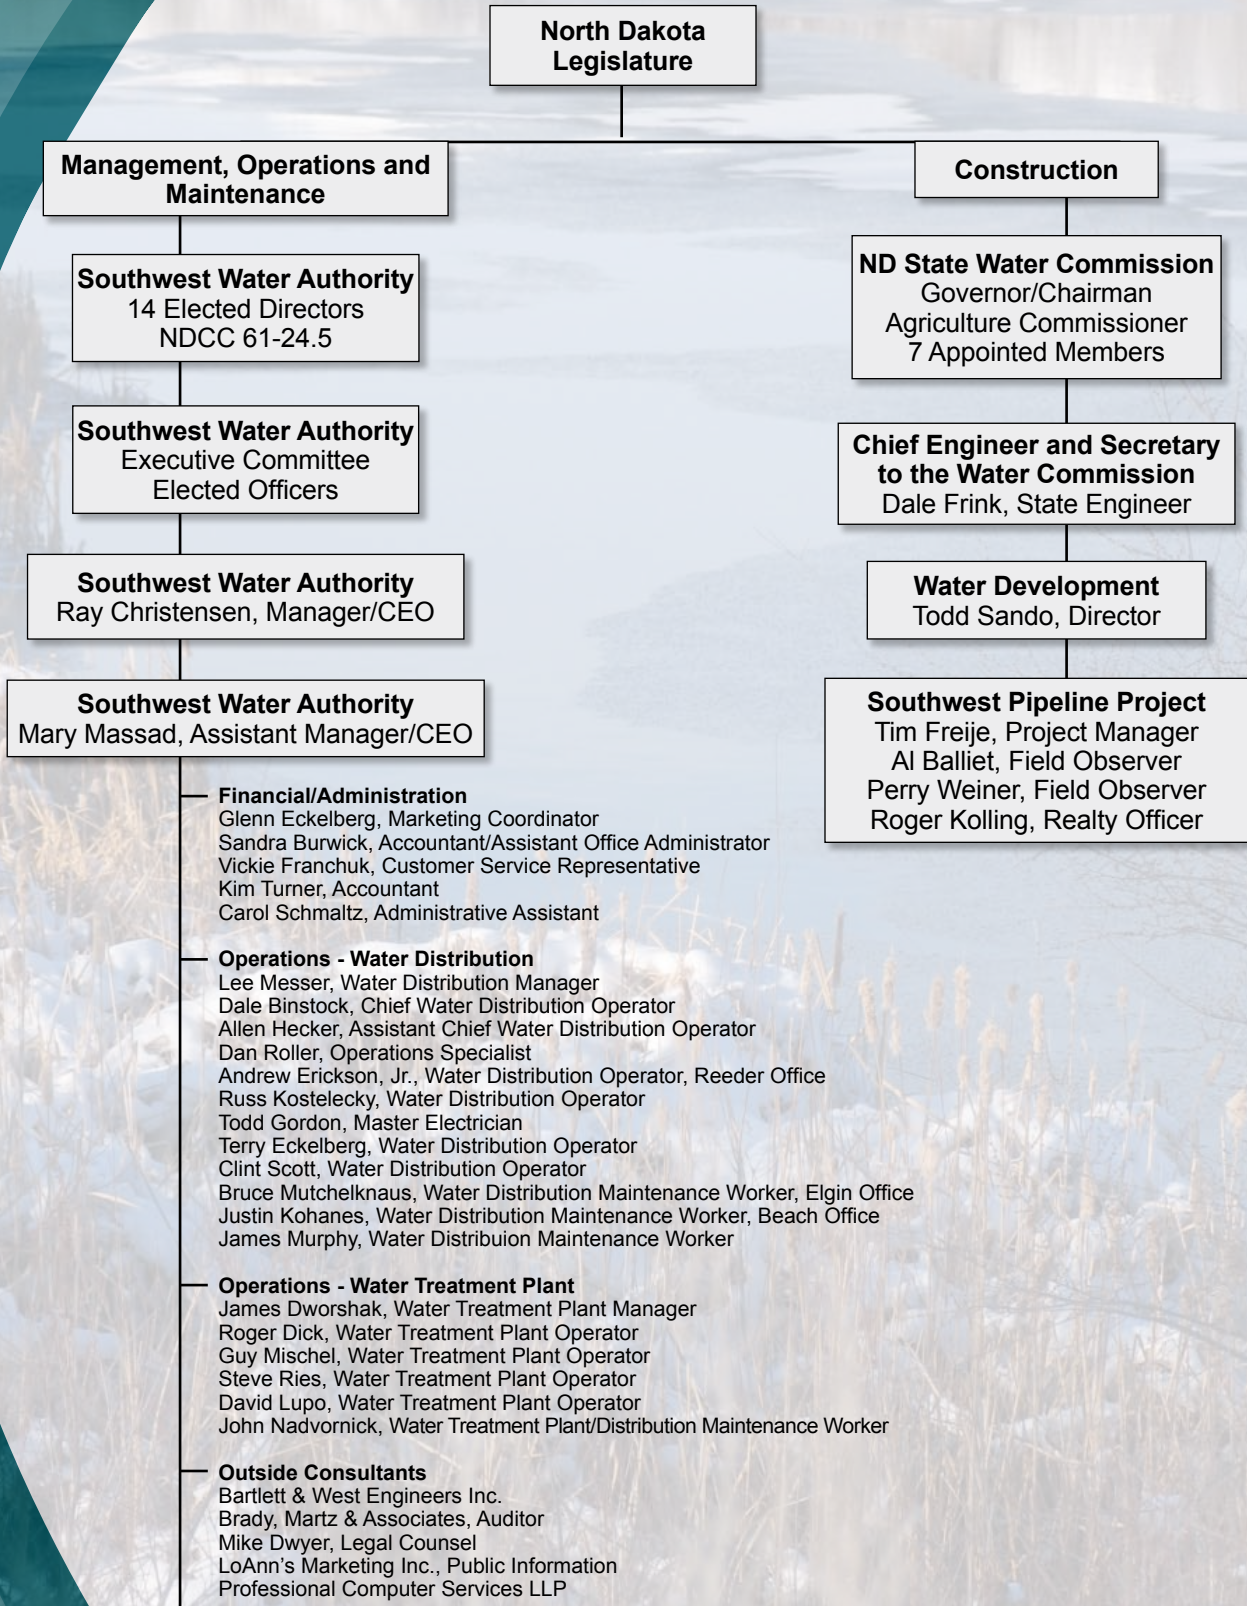 North Dakota
Legislature
Management, Operations and
Maintenance
Southwest Water Authority
14 Elected Directors
NDCC 61-24.5
Southwest Water Authority
Executive Committee
Elected Officers
Southwest Water Authority
Ray Christensen, Manager/CEO
Southwest Water Authority
Mary Massad, Assistant Manager/CEO
Financial/Administration
Glenn Eckelberg, Marketing Coordinator
Sandra Burwick, Accountant/Assistant Office Administrator
Vickie Franchuk, Customer Service Representative
Kim Turner, Accountant
Carol Schmaltz, Administrative Assistant
Operations - Water Distribution
Lee Messer, Water Distribution Manager
Dale Binstock, Chief Water Distribution Operator
Allen Hecker, Assistant Chief Water Distribution Operator
Dan Roller, Operations Specialist
Andrew Erickson, Jr., Water Distribution Operator, Reeder Office
Russ Kostelecky, Water Distribution Operator
Todd Gordon, Master Electrician
Terry Eckelberg, Water Distribution Operator
Clint Scott, Water Distribution Operator
Bruce Mutchelknaus, Water Distribution Maintenance Worker, Elgin Office
Justin Kohanes, Water Distribution Maintenance Worker, Beach Office
James Murphy, Water Distribuion Maintenance Worker
Operations - Water Treatment Plant
James Dworshak, Water Treatment Plant Manager
Roger Dick, Water Treatment Plant Operator
Guy Mischel, Water Treatment Plant Operator
Steve Ries, Water Treatment Plant Operator
David Lupo, Water Treatment Plant Operator
John Nadvornick, Water Treatment Plant/Distribution Maintenance Worker
Outside Consultants
Bartlett & West Engineers Inc.
Brady, Martz & Associates, Auditor
Mike Dwyer, Legal Counsel
LoAnn's Marketing Inc., Public Information
Professional Computer Services LLP
Construction
ND State Water Commission
Governor/Chairman
Agriculture Commissioner
7 Appointed Members
Chief Engineer and Secretary
to the Water Commission
Dale Frink, State Engineer
Water Development
Todd Sando, Director
Southwest Pipeline Project
Tim Freije, Project Manager
Al Balliet, Field Observer
Perry Weiner, Field Observer
Roger Kolling, Realty Officer